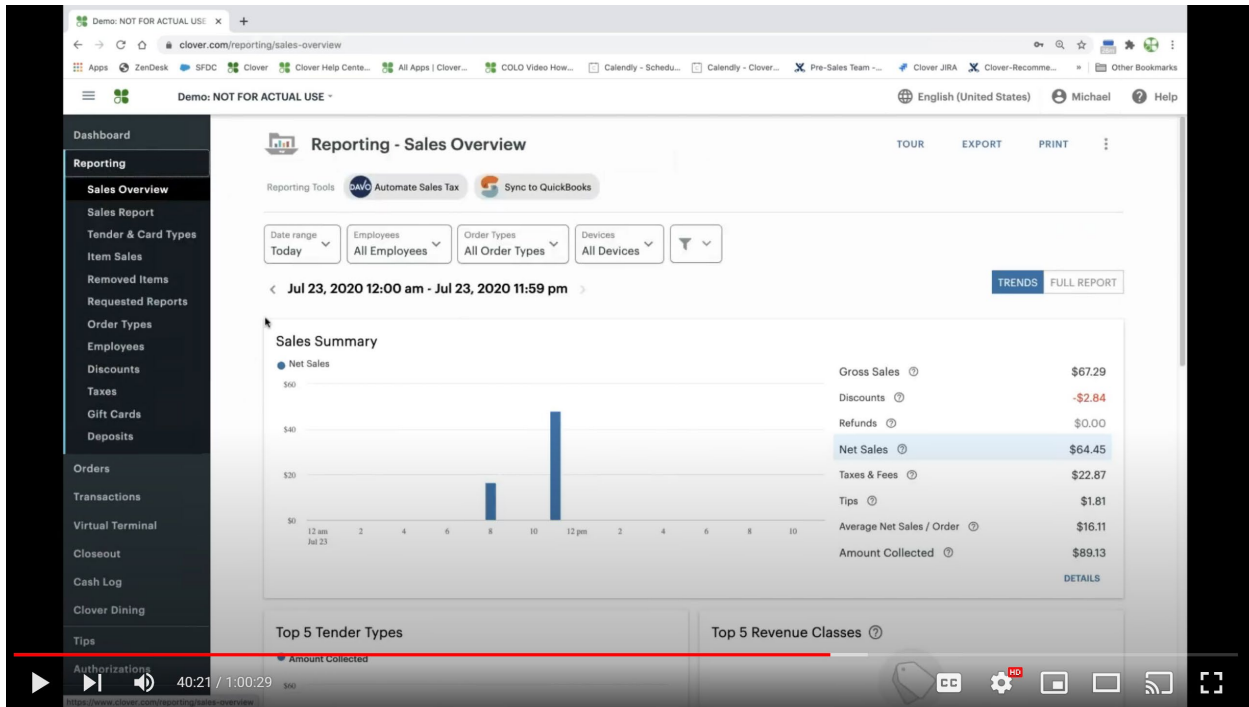 Demo: NOT FOR ACTUAL USE
clover.com/reporting/sales-overview
Apps ZenDesk SFDC Clover Clover Help Cente... All Apps | Clover... COLO Video How... Calendly - Schedu... Calendly - Clover... Pre-Sales Team -... Clover JIRA Clover-Recomme... » Other Bookmarks
Demo: NOT FOR ACTUAL USE English (United States) Michael Help
Dashboard
Reporting
Sales Overview
Sales Report
Tender & Card Types
Item Sales
Removed Items
Requested Reports
Order Types
Employees
Discounts
Taxes
Gift Cards
Deposits
Orders
Transactions
Virtual Terminal
Closeout
Cash Log
Clover Dining
Tips
Authorizations
Reporting - Sales Overview TOUR EXPORT PRINT
Reporting Tools DAVO Automate Sales Tax Sync to QuickBooks
Date range Employees Order Types Devices
Today All Employees All Order Types All Devices
Jul 23, 2020 12:00 am - Jul 23, 2020 11:59 pm TRENDS FULL REPORT
Sales Summary
Net Sales
$60
$40
$20
$0
12 am 2 4 6 8 10 12 pm 2 4 6 8 10
Jul 23
Gross Sales $67.29
Discounts -$2.84
Refunds $0.00
Net Sales $64.45
Taxes & Fees $22.87
Tips $1.81
Average Net Sales / Order $16.11
Amount Collected $89.13
DETAILS
Top 5 Tender Types Top 5 Revenue Classes
Amount Collected
$60
40:21 / 1:00:29 CC HD
https://www.clover.com/reporting/sales-overview